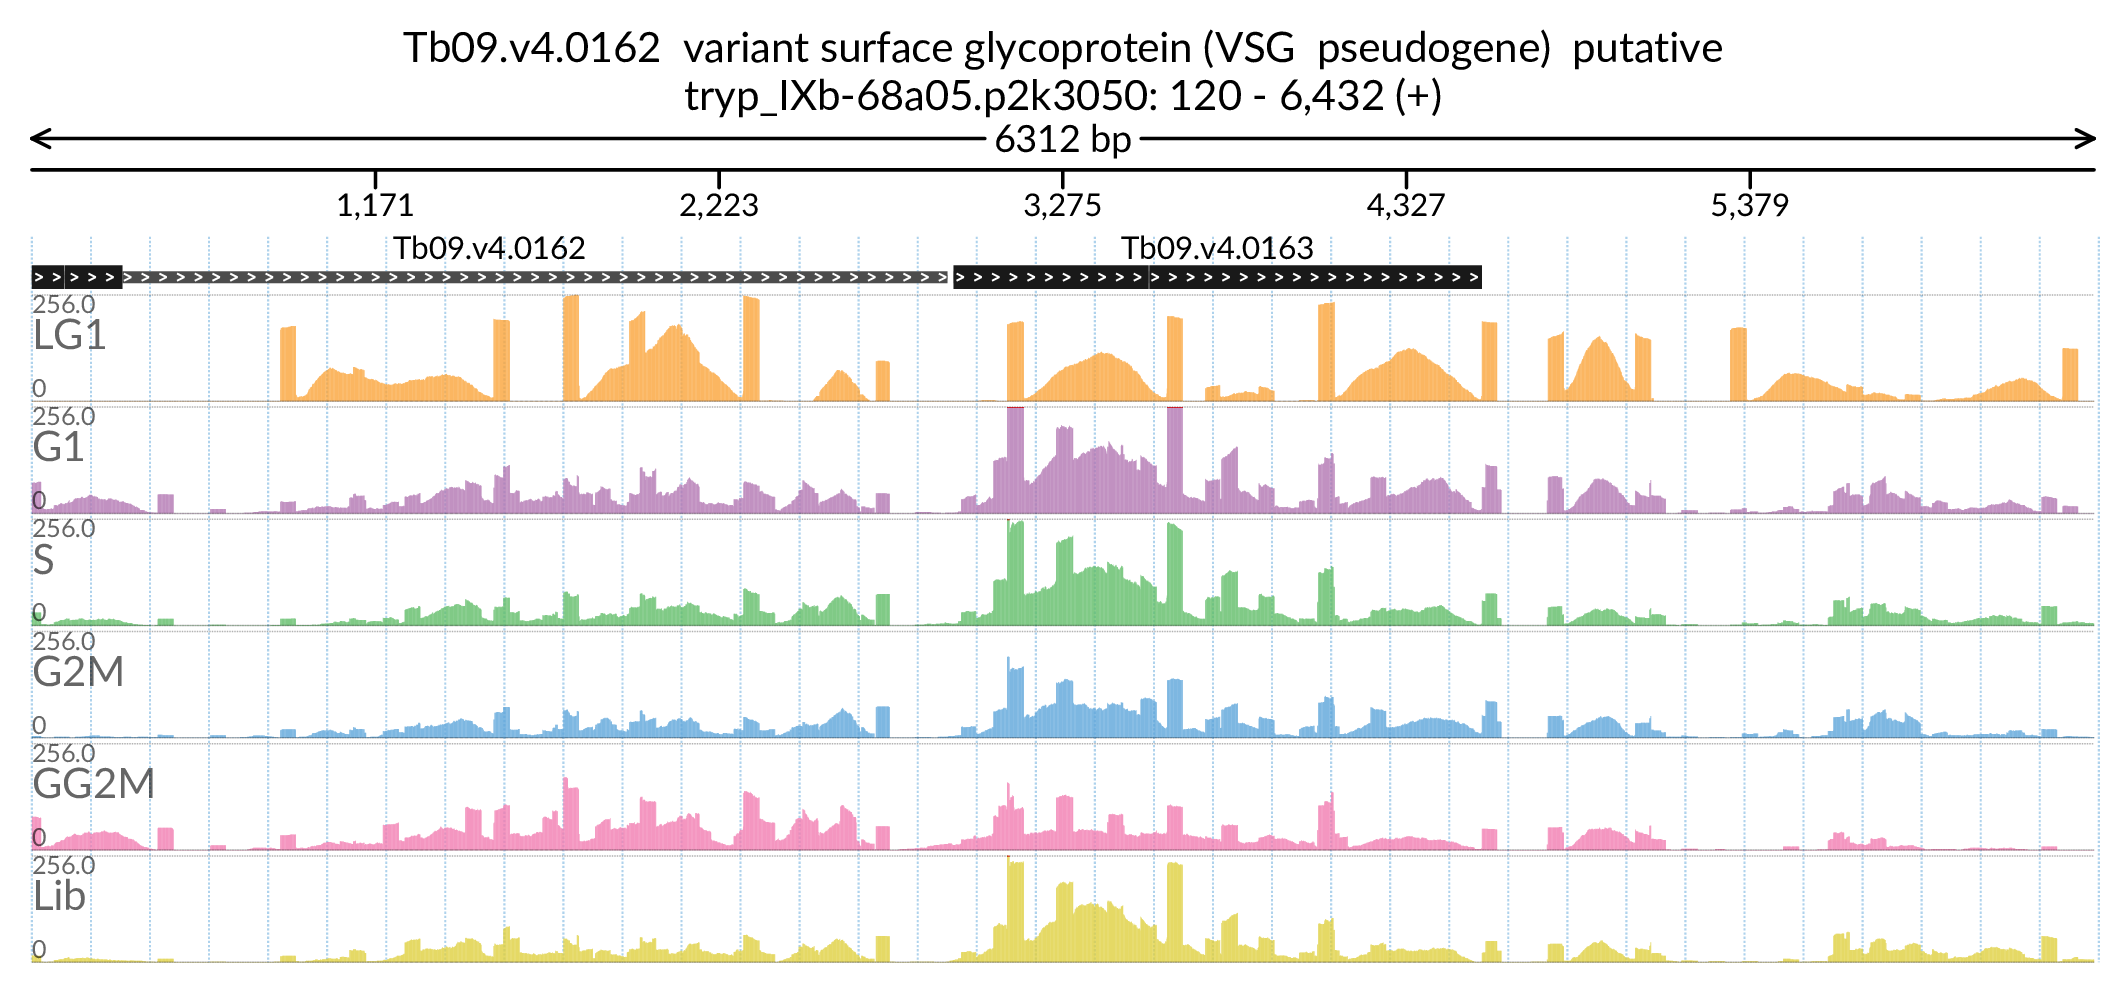 Tb09.v4.0162 variant surface glycoprotein (VSG pseudogene) putative
tryp_IXb-68a05.p2k3050: 120 - 6,432 (+)
6312 bp
1,171 2,223 3,275 4,327 5,379
Tb09.v4.0162 Tb09.v4.0163
256.0
LG1
0
256.0
G1
0
256.0
S
0
256.0
G2M
0
256.0
GG2M
0
256.0
Lib
0